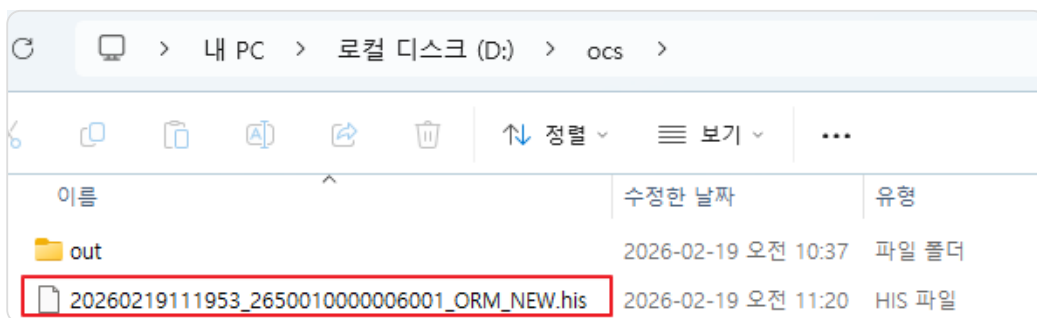 내 PC > 로컬 디스크 (D:) > ocs >
정렬 보기 ...
이름 수정한 날짜 유형
out 2026-02-19 오전 10:37 파일 폴더
20260219111953_2650010000006001_ORM_NEW.his 2026-02-19 오전 11:20 HIS 파일